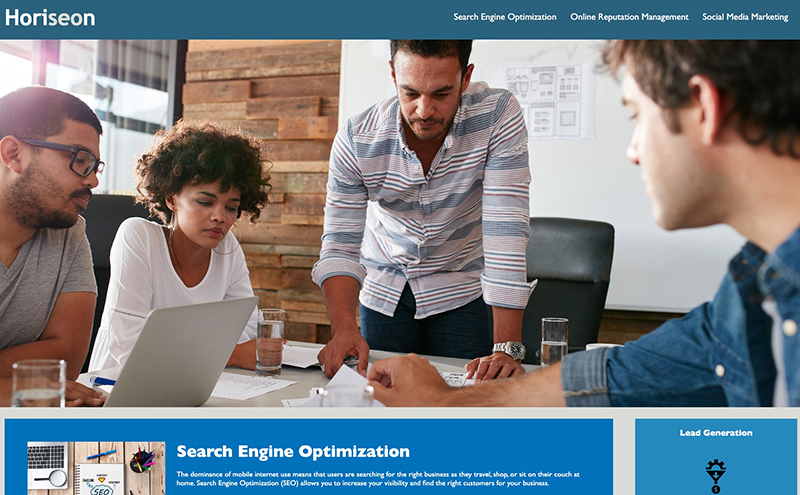 Horiseon
Search Engine Optimization Online Reputation Management Social Media Marketing
Search Engine Optimization
The dominance of mobile internet use means that users are searching for the right business as they travel, shop, or sit on their couch at
home. Search Engine Optimization (SEO) allows you to increase your visibility and find the right customers for your business.
SEO
Lead Generation